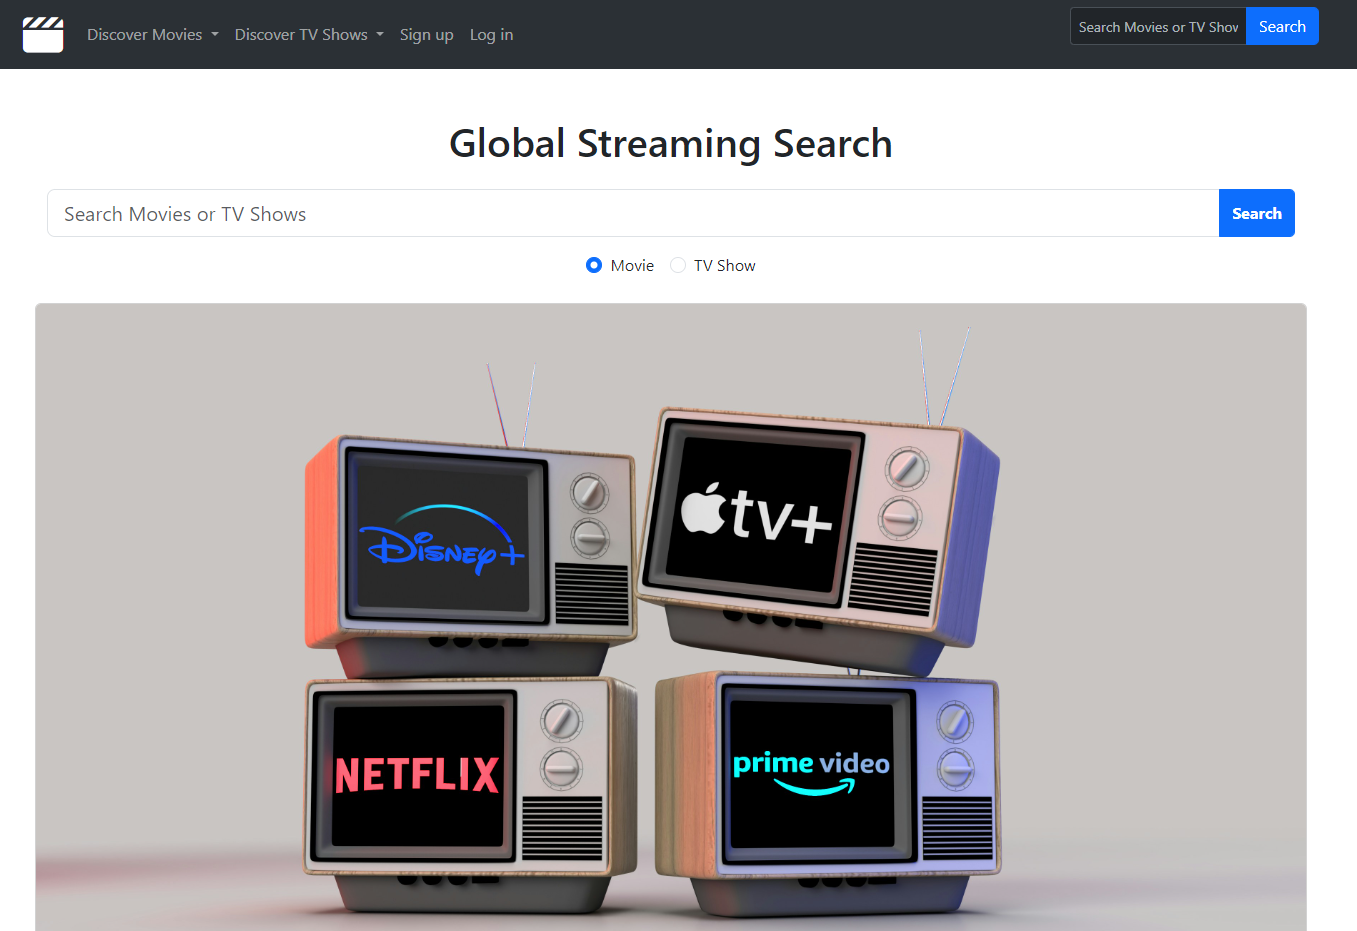 Discover Movies Discover TV Shows Sign up Log in Search Movies or TV Shov Search
Global Streaming Search
Search Movies or TV Shows Search
Movie TV Show
Disney+ tv+
NETFLIX prime video